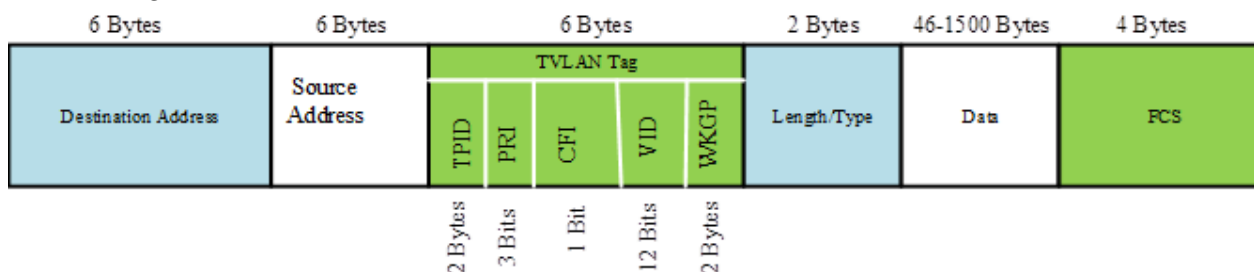 6 Bytes 6 Bytes 6 Bytes 2 Bytes 46-1500 Bytes 4 Bytes
TVLAN Tag
Destination Address
Source
Address
TPID
PRI
CFI
VID
WKGP
Length/Type
Data
FCS
2 Bytes
3 Bits
1 Bit
12 Bits
2 Bytes